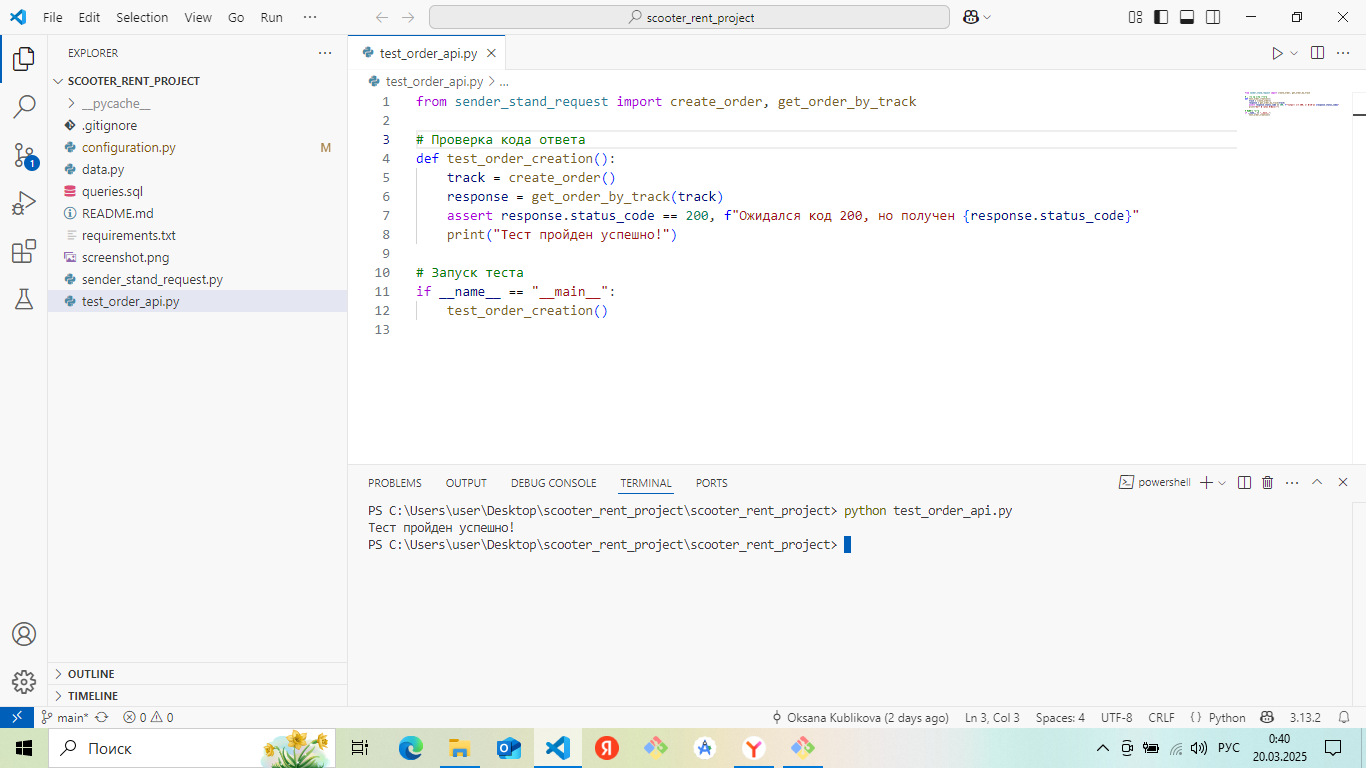 File Edit Selection View Go Run ···
scooter_rent_project
EXPLORER
SCOOTER_RENT_PROJECT
__pycache__
.gitignore
configuration.py M
data.py
queries.sql
README.md
requirements.txt
screenshot.png
sender_stand_request.py
test_order_api.py
OUTLINE
TIMELINE
1
test_order_api.py
test_order_api.py > ...
1 from sender_stand_request import create_order, get_order_by_track
2
3 # Проверка кода ответа
4 def test_order_creation():
5 track = create_order()
6 response = get_order_by_track(track)
7 assert response.status_code == 200, f"Ожидался код 200, но получен {response.status_code}"
8 print("Тест пройден успешно!")
9
10 # Запуск теста
11 if __name__ == "__main__":
12 test_order_creation()
13
PROBLEMS OUTPUT DEBUG CONSOLE TERMINAL PORTS
powershell
PS C:\Users\user\Desktop\scooter_rent_project\scooter_rent_project> python test_order_api.py
Тест пройден успешно!
PS C:\Users\user\Desktop\scooter_rent_project\scooter_rent_project>
main* 0 0 Oksana Kublikova (2 days ago) Ln 3, Col 3 Spaces: 4 UTF-8 CRLF {} Python 3.13.2
Поиск
Я
Y
РУС
0:40
20.03.2025